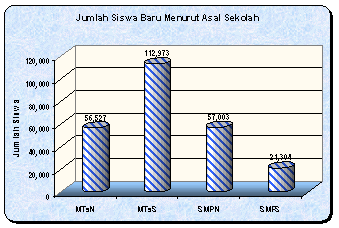 Jumlah Siswa Baru Menurut Asal Sekolah
Jumlah Siswa
120,000
100,000
80,000
60,000
40,000
20,000
0
56,527
112,973
57,003
21,304
MTsN
MTsS
SMPN
SMPS